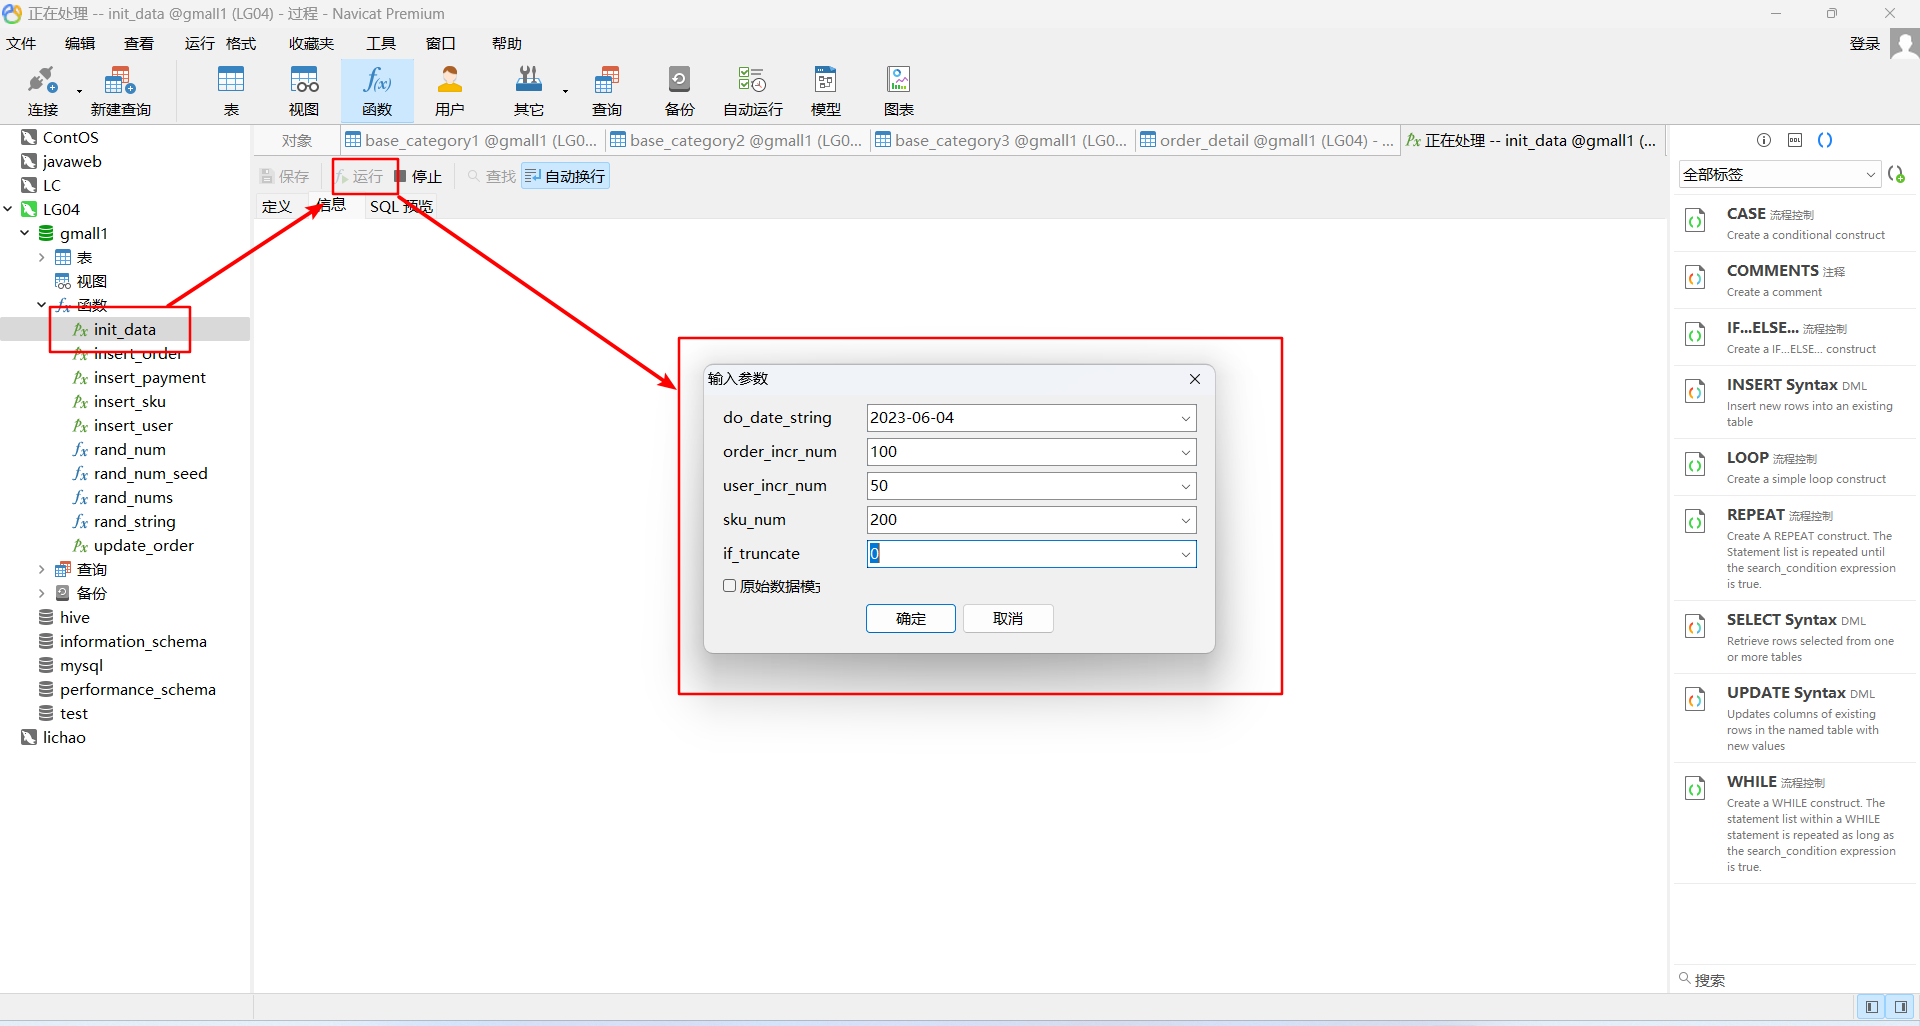 正在处理 -- init_data @gmall1 (LG04) - 过程 - Navicat Premium
文件 编辑 查看 运行 格式 收藏夹 工具 窗口 帮助 登录
连接 新建查询 表 视图 函数 用户 其它 查询 备份 自动运行 模型 图表
对象 base_category1 @gmall1 (LG0... base_category2 @gmall1 (LG0... base_category3 @gmall1 (LG0... order_detail @gmall1 (LG04) - ... 正在处理 -- init_data @gmall1 (...
保存 运行 停止 查找 自动换行
定义 信息 SQL 预览
ContOS
javaweb
LC
LG04
gmall1
表
视图
函数
init_data
insert_order
insert_payment
insert_sku
insert_user
rand_num
rand_num_seed
rand_nums
rand_string
update_order
查询
备份
hive
information_schema
mysql
performance_schema
test
lichao
输入参数
do_date_string 2023-06-04
order_incr_num 100
user_incr_num 50
sku_num 200
if_truncate 0
原始数据模式
确定 取消
DDL
全部标签
CASE 流程控制
Create a conditional construct
COMMENTS 注释
Create a comment
IF...ELSE... 流程控制
Create a IF...ELSE... construct
INSERT Syntax DML
Insert new rows into an existing
table
LOOP 流程控制
Create a simple loop construct
REPEAT 流程控制
Create A REPEAT construct. The
Statement list is repeated until
the search_condition expression
is true.
SELECT Syntax DML
Retrieve rows selected from one
or more tables
UPDATE Syntax DML
Updates columns of existing
rows in the named table with
new values
WHILE 流程控制
Create a WHILE construct. The
statement list within a WHILE
statement is repeated as long as
the search_condition expression
is true.
搜索